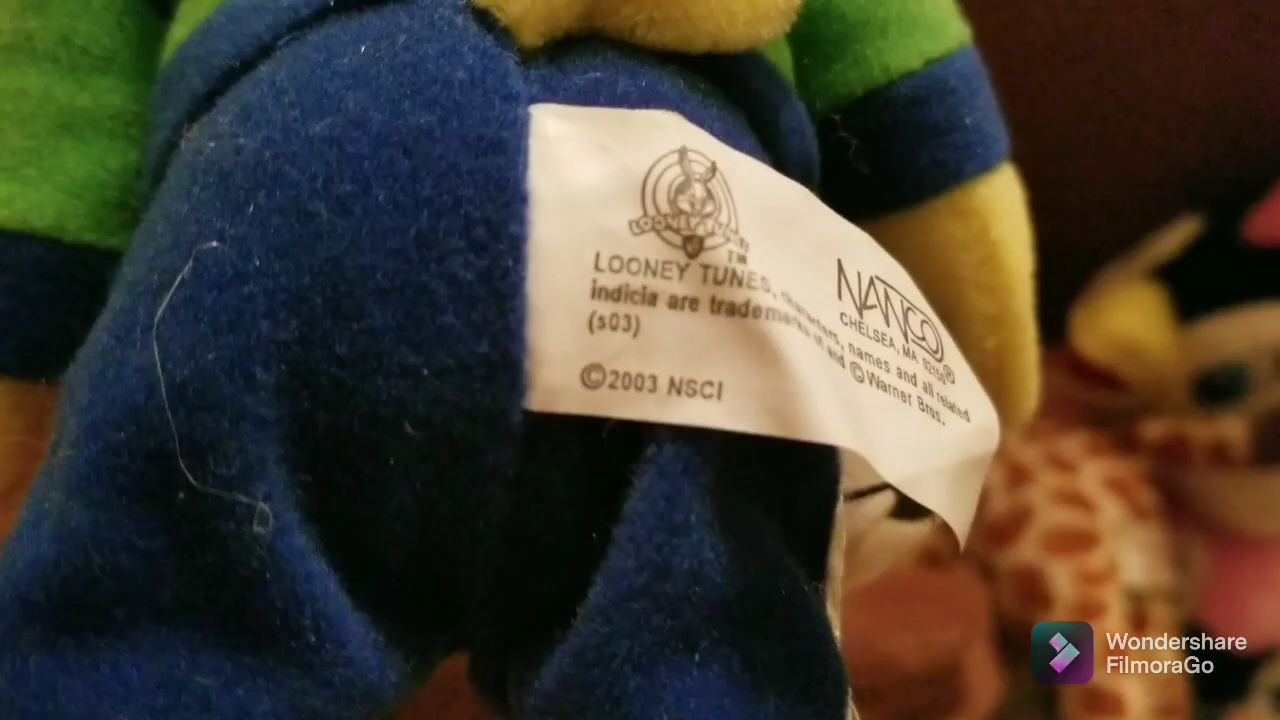 LOONEY TUNES
TM
LOONEY TUNES, characters, names and all related
indicia are trademarks of and ©Warner Bros.
(s03)
©2003 NSCI
NANCO
CHELSEA, MA 02150®
Wondershare
FilmoraGo